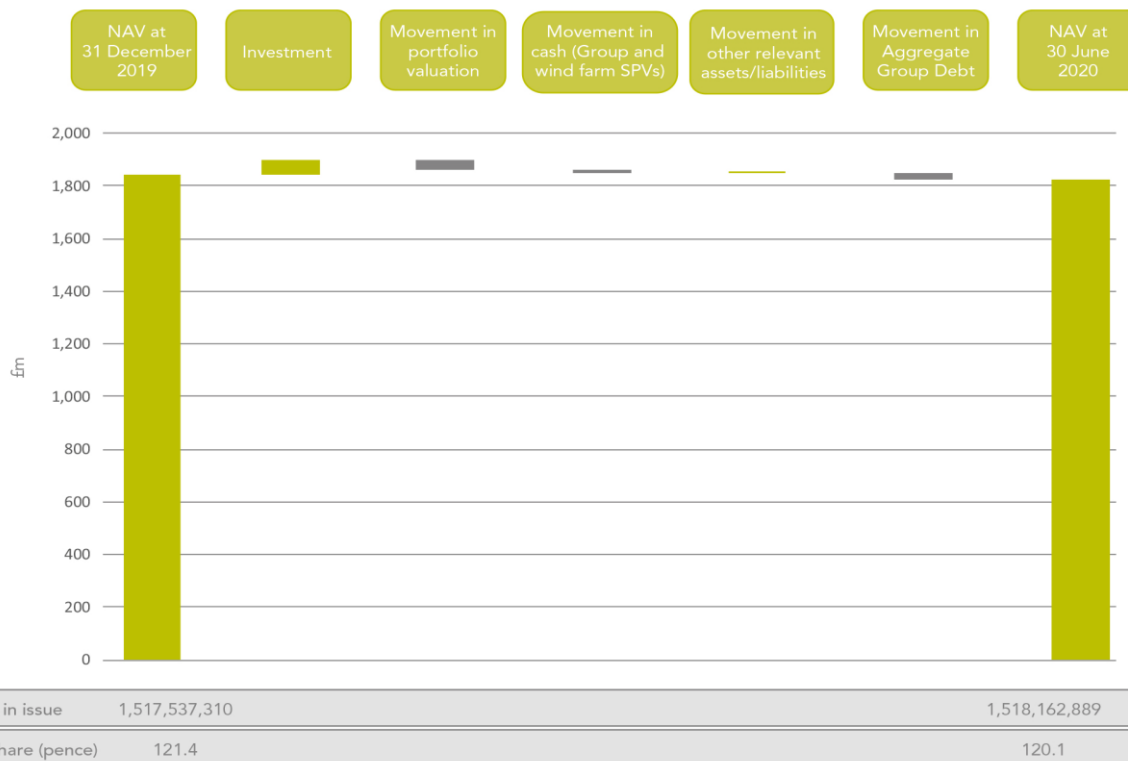 NAV at
31 December
2019
Investment
Movement in
portfolio
valuation
Movement in
cash (Group and
wind farm SPVs)
Movement in
other relevant
assets/liabilities
Movement in
Aggregate
Group Debt
NAV at
30 June
2020
2,000
1,800
1,600
1,400
1,200
1,000
800
600
400
200
0
£m
in issue 1,517,537,310 1,518,162,889
(pence) 121.4 120.1